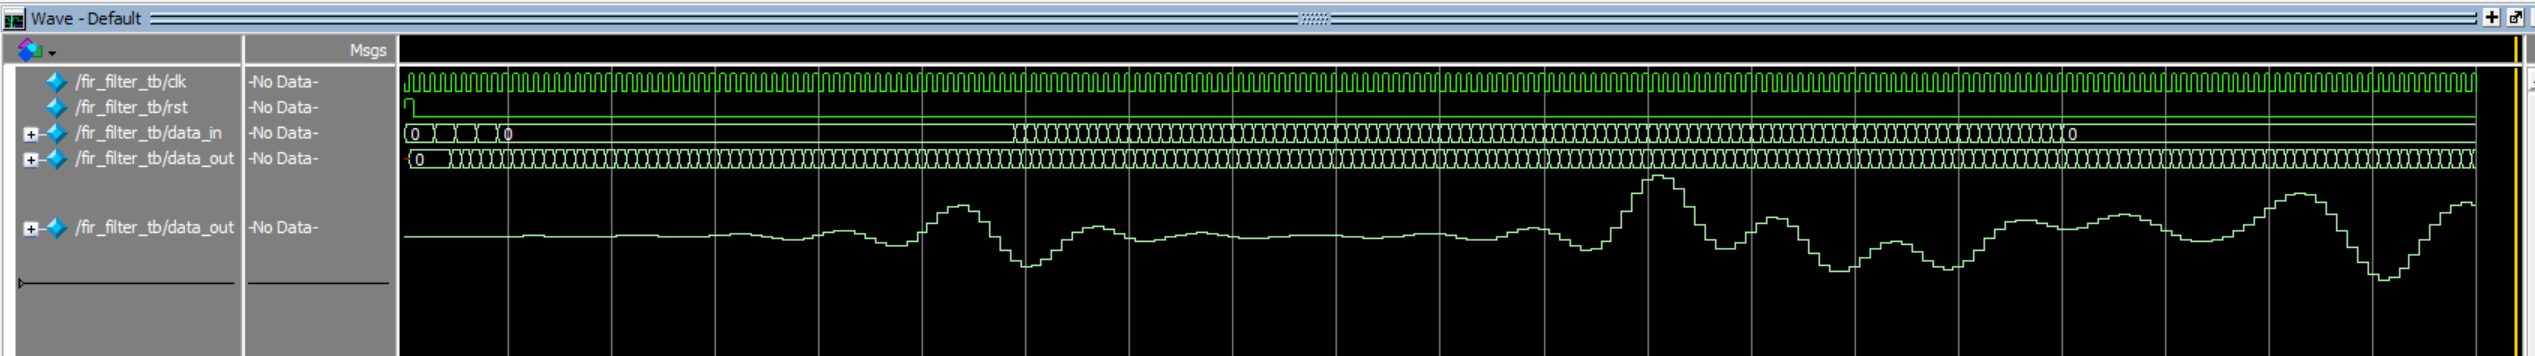 Wave - Default
Msgs
/fir_filter_tb/clk -No Data-
/fir_filter_tb/rst -No Data-
/fir_filter_tb/data_in -No Data- 0 0 0
/fir_filter_tb/data_out -No Data- 0
/fir_filter_tb/data_out -No Data-